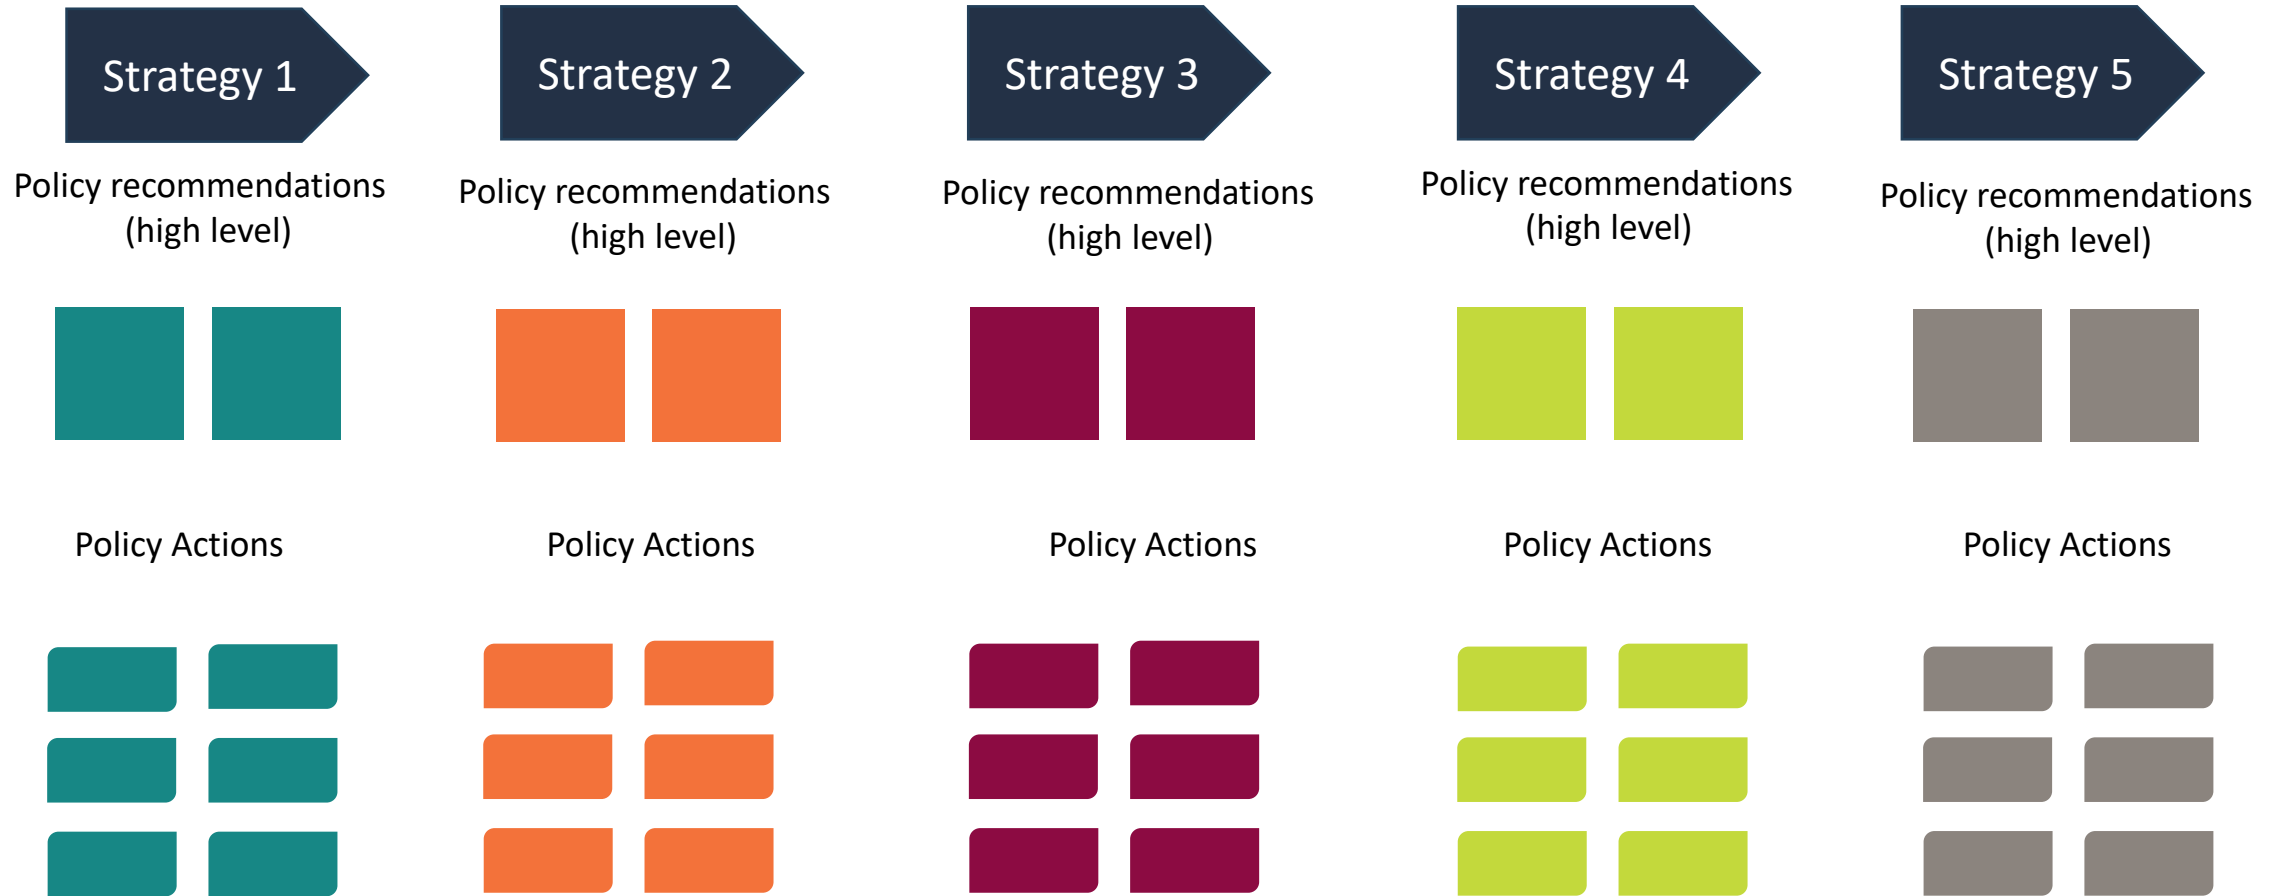 Strategy 1
Strategy 2
Strategy 3
Strategy 4
Strategy 5
Policy recommendations
(high level)
Policy recommendations
(high level)
Policy recommendations
(high level)
Policy recommendations
(high level)
Policy recommendations
(high level)
Policy Actions
Policy Actions
Policy Actions
Policy Actions
Policy Actions